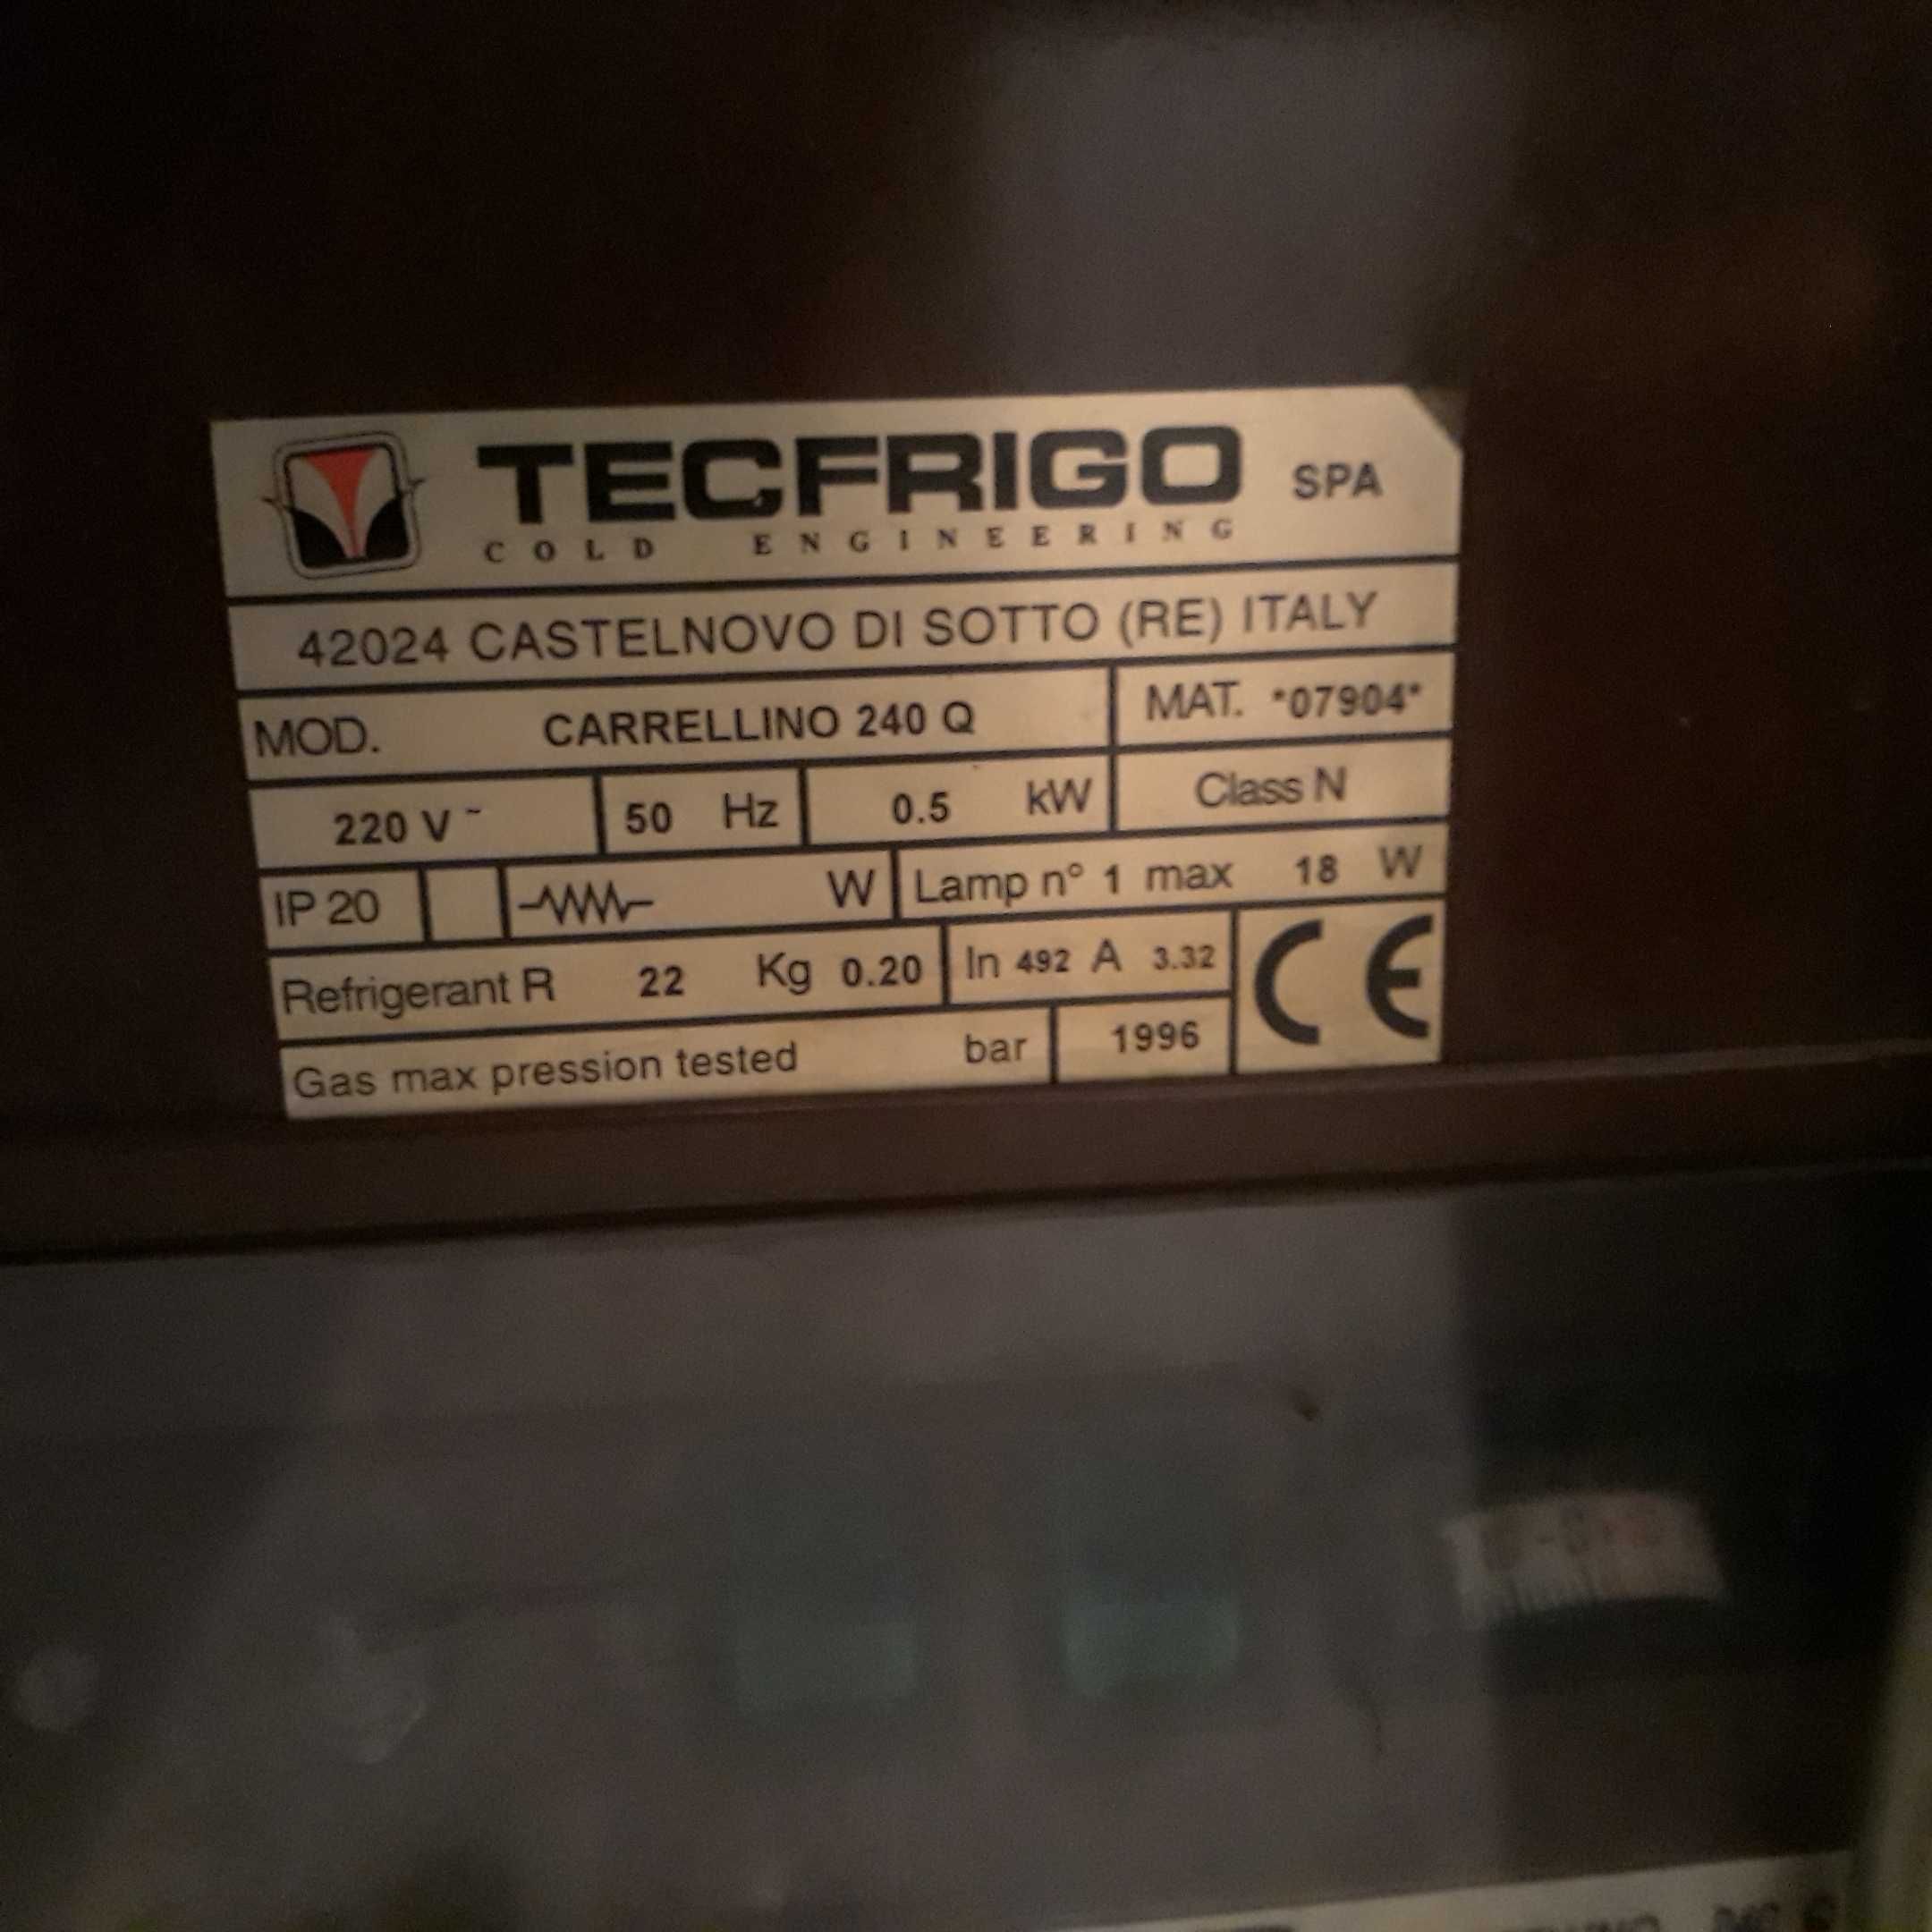 TECFRIGO SPA
COLD ENGINEERING
42024 CASTELNOVO DI SOTTO (RE) ITALY
MOD. CARRELLINO 240 Q MAT. *07904*
220 V ~ 50 Hz 0.5 kW Class N
IP 20 W Lamp n° 1 max 18 W
Refrigerant R 22 Kg 0.20 In 492 A 3.32 CE
Gas max pression tested bar 1996